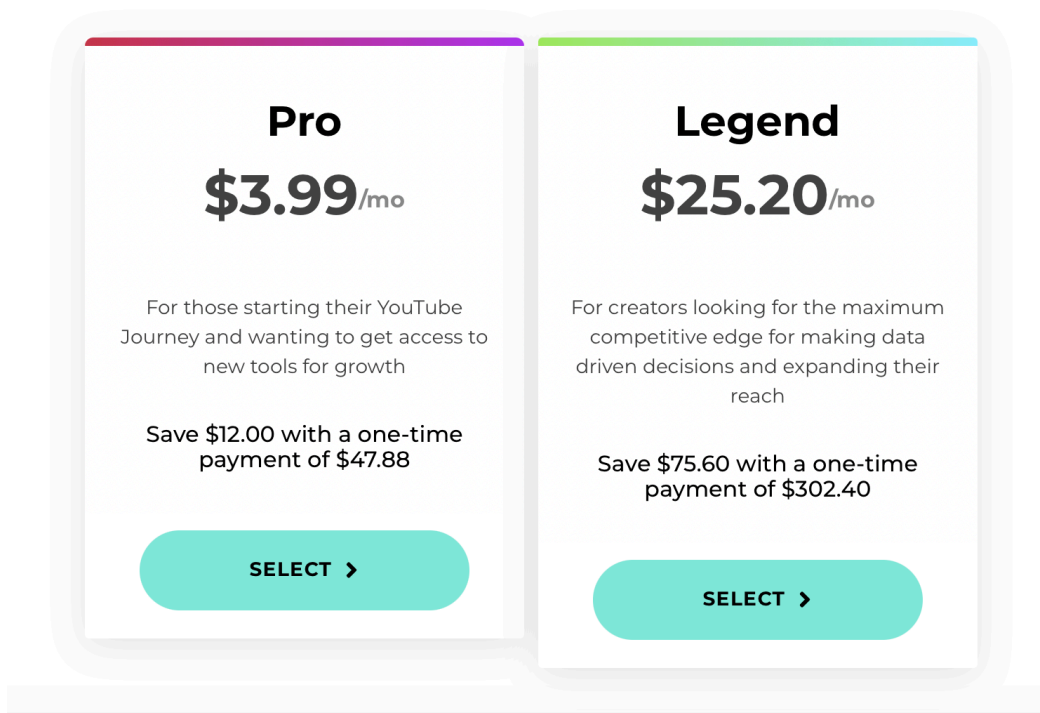 Pro
$3.99/mo
For those starting their YouTube
Journey and wanting to get access to
new tools for growth
Save $12.00 with a one-time
payment of $47.88
SELECT
Legend
$25.20/mo
For creators looking for the maximum
competitive edge for making data
driven decisions and expanding their
reach
Save $75.60 with a one-time
payment of $302.40
SELECT